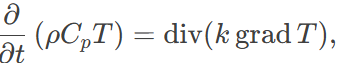 ∂/∂t (ρC_pT) = div(k grad T),